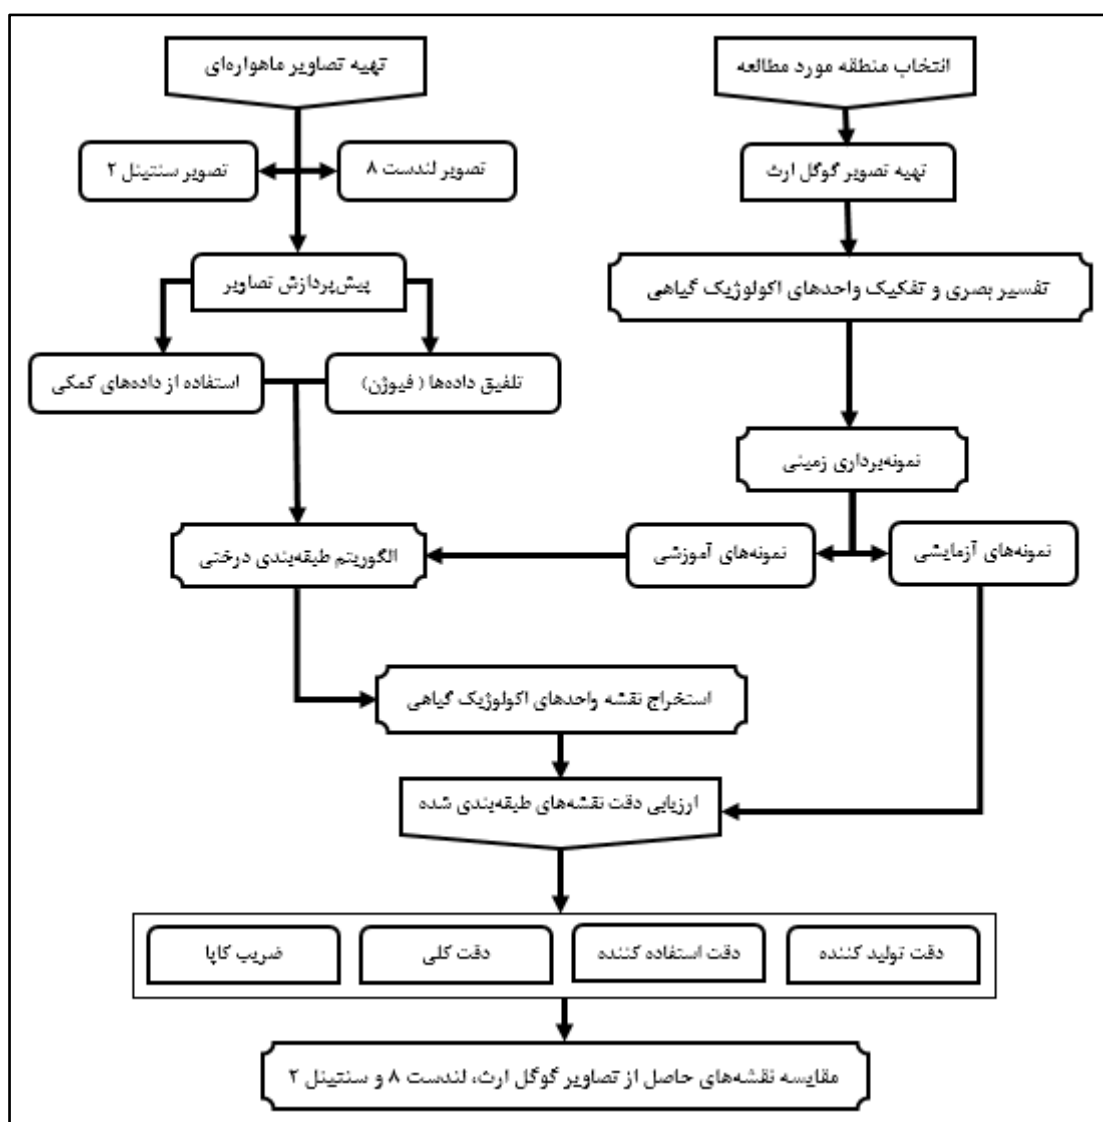 انتخاب منطقه مورد مطالعه
تهیه تصاویر ماهواره‌ای
تهیه تصویر گوگل ارث
تصویر لندست ۸
تصویر سنتینل ۲
تفسیر بصری و تفکیک واحدهای اکولوژیک گیاهی
پیش‌پردازش تصاویر
تلفیق داده‌ها (فیوژن)
استفاده از داده‌های کمکی
نمونه‌برداری زمینی
نمونه‌های آزمایشی
نمونه‌های آموزشی
الگوریتم طبقه‌بندی درختی
استخراج نقشه واحدهای اکولوژیک گیاهی
ارزیابی دقت نقشه‌های طبقه‌بندی شده
دقت تولید کننده
دقت استفاده کننده
دقت کلی
ضریب کاپا
مقایسه نقشه‌های حاصل از تصاویر گوگل ارث، لندست ۸ و سنتینل ۲